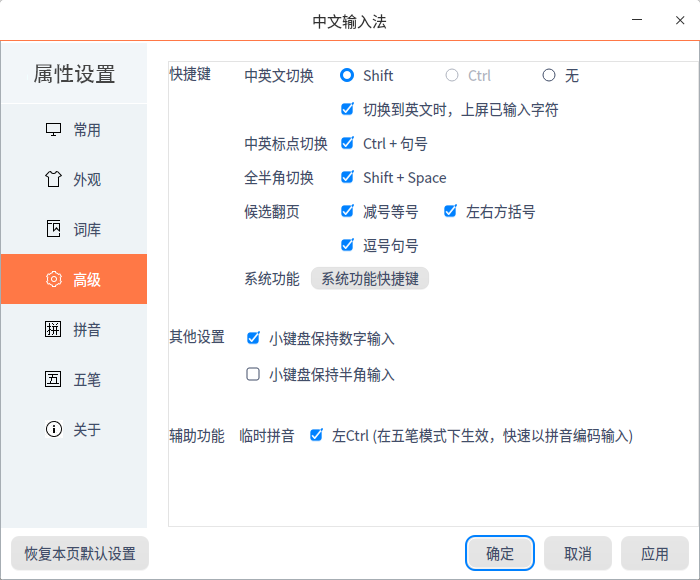 中文输入法
属性设置
常用
外观
词库
高级
拼音
五笔
关于
快捷键 中英文切换 Shift Ctrl 无
切换到英文时，上屏已输入字符
中英标点切换 Ctrl + 句号
全半角切换 Shift + Space
候选翻页 减号等号 左右方括号
逗号句号
系统功能 系统功能快捷键
其他设置 小键盘保持数字输入
小键盘保持半角输入
辅助功能 临时拼音 左Ctrl (在五笔模式下生效，快速以拼音编码输入)
恢复本页默认设置 确定 取消 应用